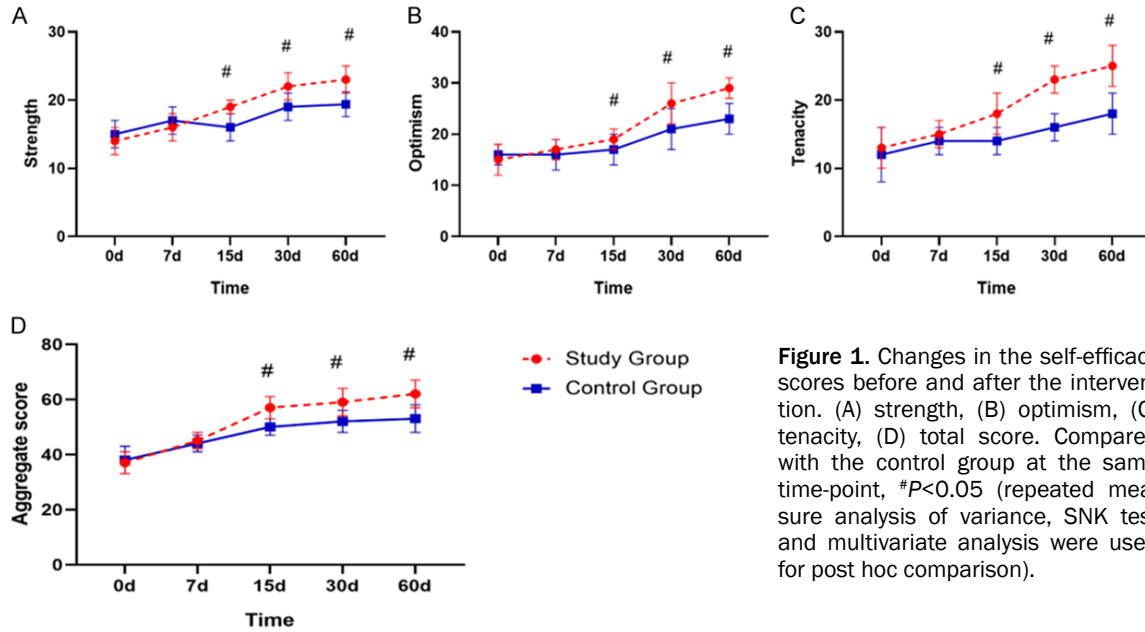 A
30
20
10
0
Strength
#
#
#
0d
7d
15d
30d
60d
Time
B
40
30
20
10
0
Optimism
#
#
#
0d
7d
15d
30d
60d
Time
C
30
20
10
0
Tenacity
#
#
#
0d
7d
15d
30d
60d
Time
D
80
60
40
20
0
Aggregate score
#
#
#
0d
7d
15d
30d
60d
Time
Study Group
Control Group
Figure 1. Changes in the self-efficac
scores before and after the interven-
tion. (A) strength, (B) optimism, (C
tenacity, (D) total score. Compare
with the control group at the sam
time-point, #P<0.05 (repeated mea-
sure analysis of variance, SNK tes
and multivariate analysis were use
for post hoc comparison).